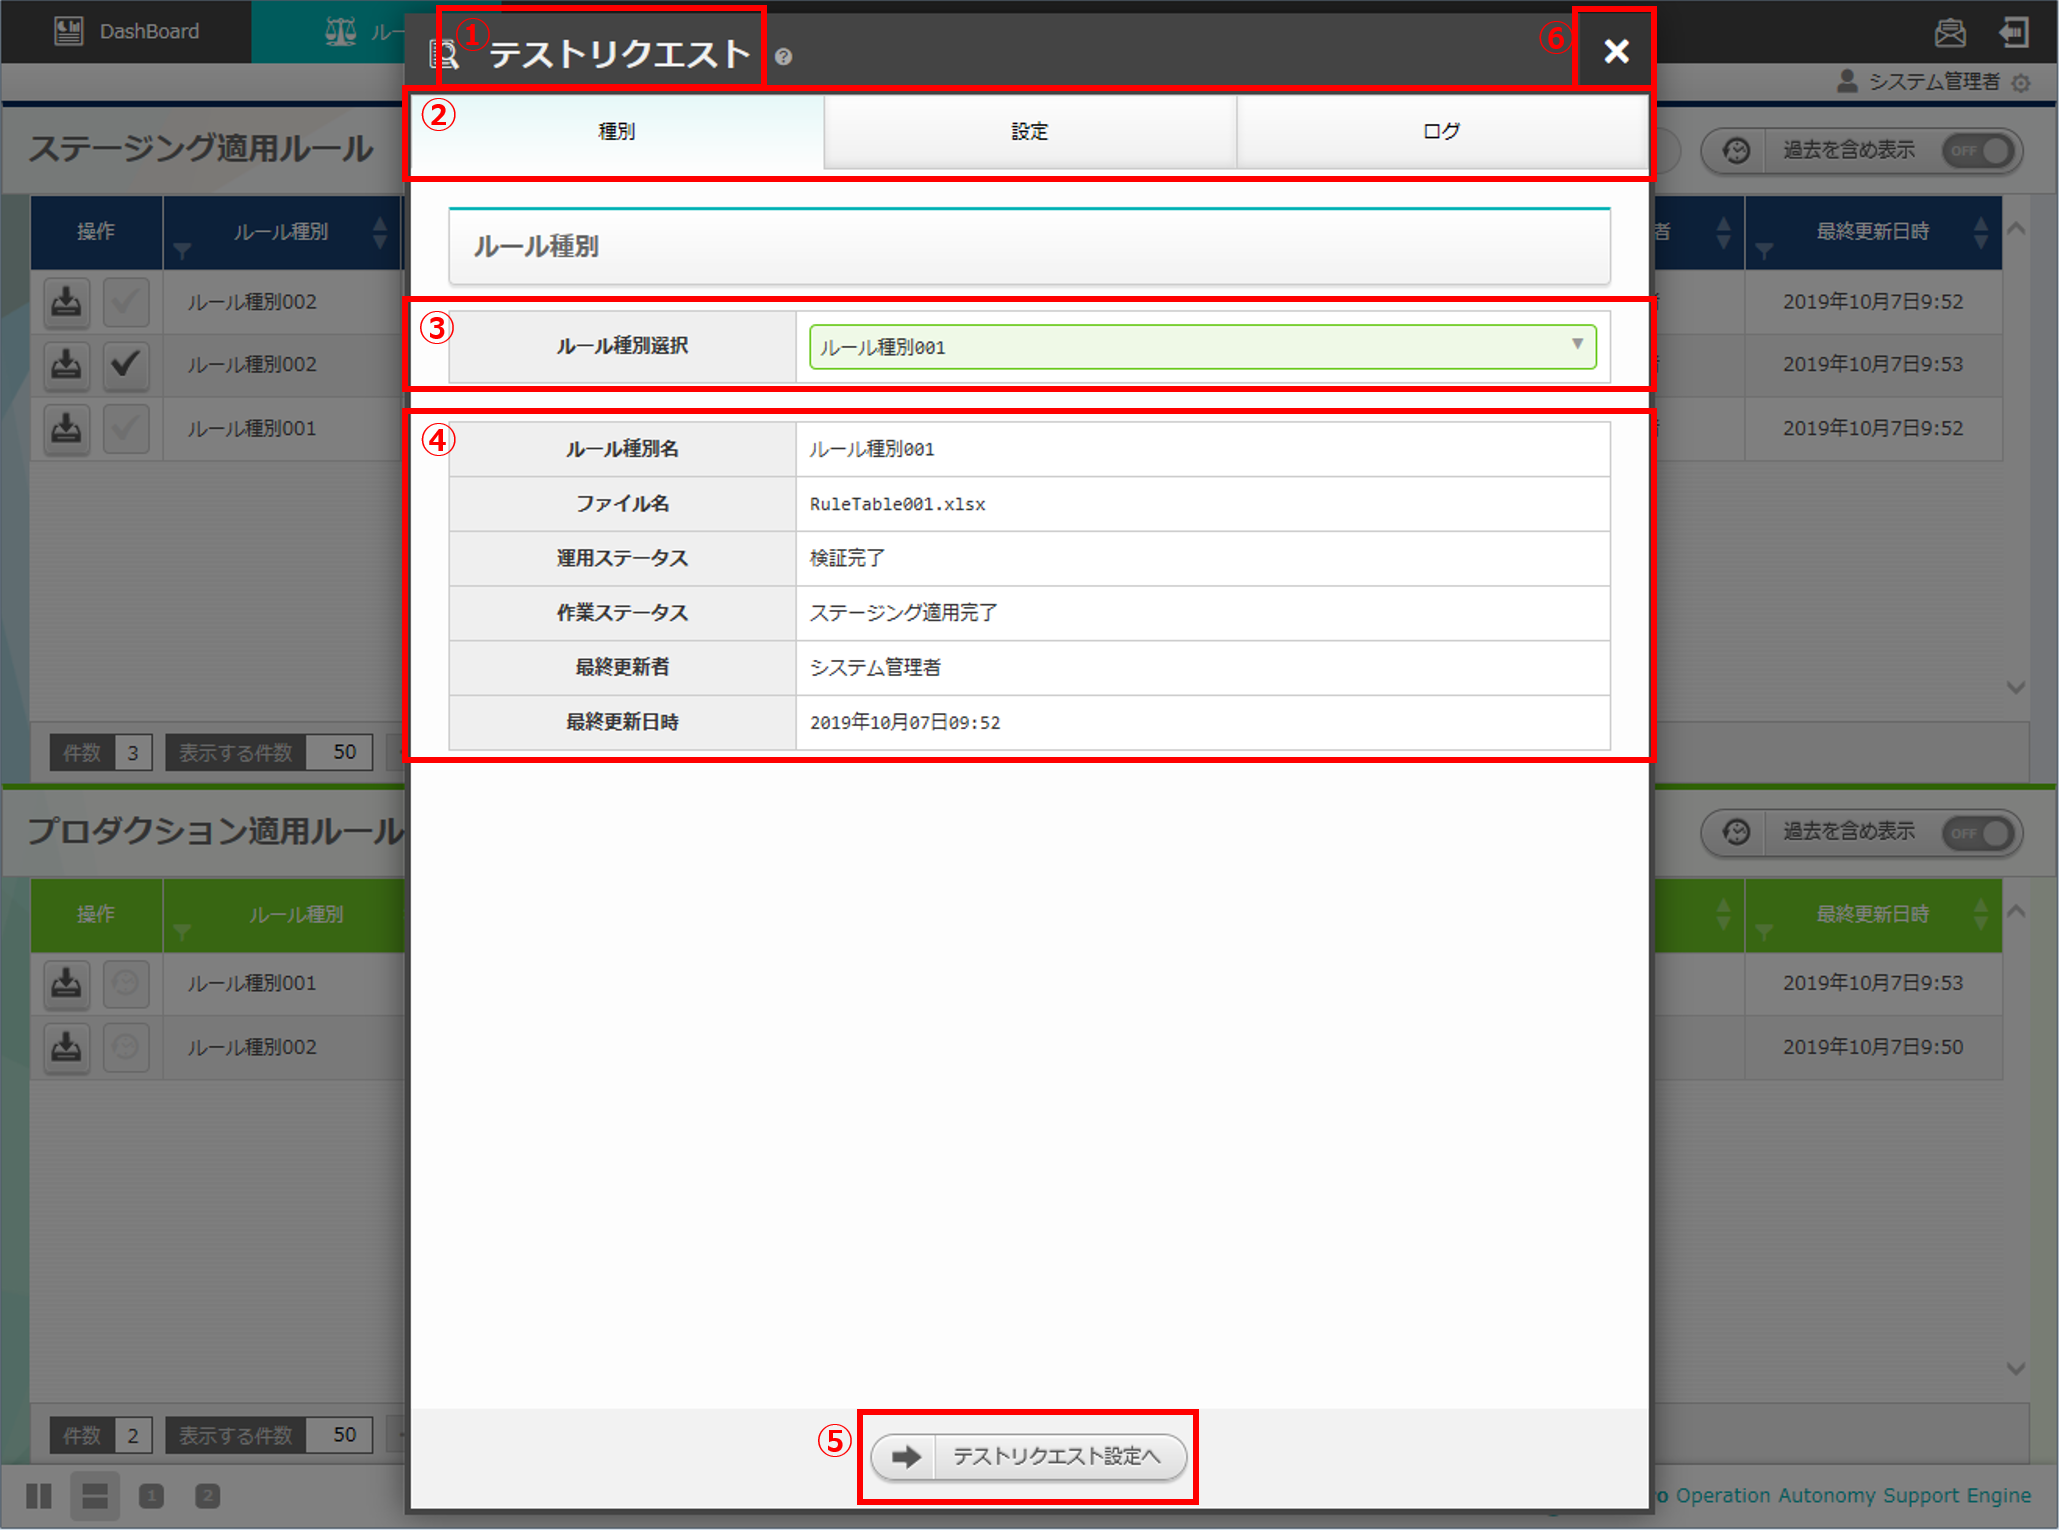 DashBoard
ルー
システム管理者
① テストリクエスト ?
⑥
② 種別 設定 ログ
ルール種別
③ ルール種別選択 ルール種別001
④ ルール種別名 ルール種別001
ファイル名 RuleTable001.xlsx
運用ステータス 検証完了
作業ステータス ステージング適用完了
最終更新者 システム管理者
最終更新日時 2019年10月07日09:52
⑤ テストリクエスト設定へ
ステージング適用ルール
過去を含め表示 OFF
操作 ルール種別 者 最終更新日時
ルール種別002 2019年10月7日9:52
ルール種別002 2019年10月7日9:53
ルール種別001 2019年10月7日9:52
件数 3 表示する件数 50
プロダクション適用ルール
過去を含め表示 OFF
操作 ルール種別 最終更新日時
ルール種別001 2019年10月7日9:53
ルール種別002 2019年10月7日9:50
件数 2 表示する件数 50
1 2
ro Operation Autonomy Support Engine